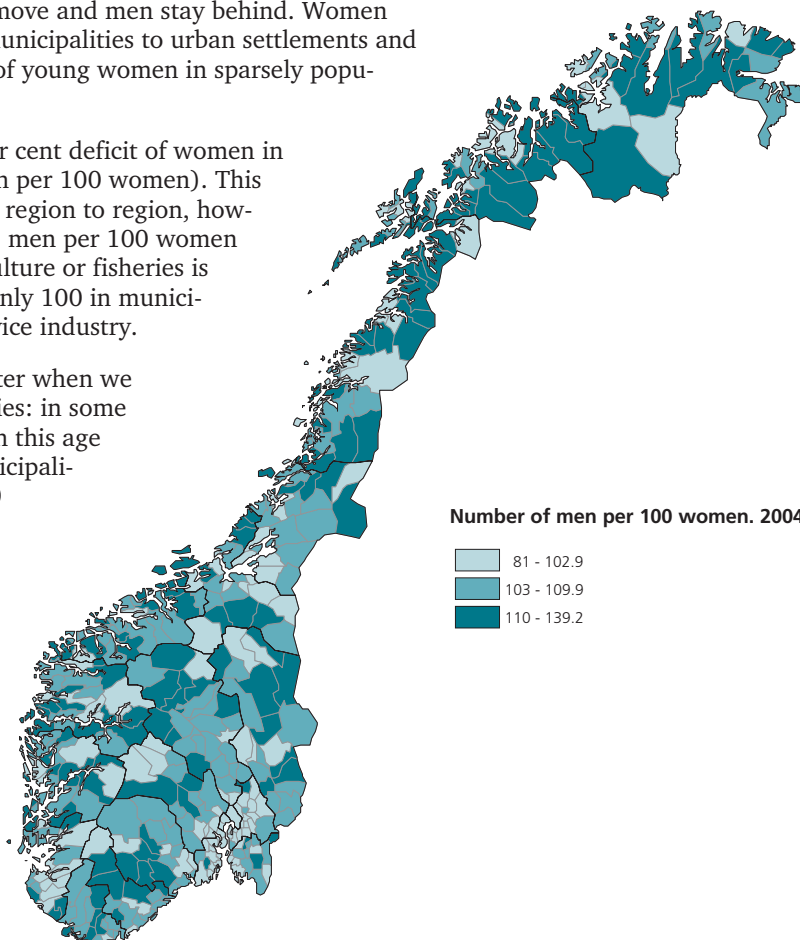 move and men stay behind. Women
municipalities to urban settlements and
of young women in sparsely popu-
r cent deficit of women in
n per 100 women). This
region to region, how-
men per 100 women
ulture or fisheries is
nly 100 in munici-
vice industry.
ter when we
ies: in some
n this age
icipali-
)
Number of men per 100 women. 2004
81 - 102.9
103 - 109.9
110 - 139.2